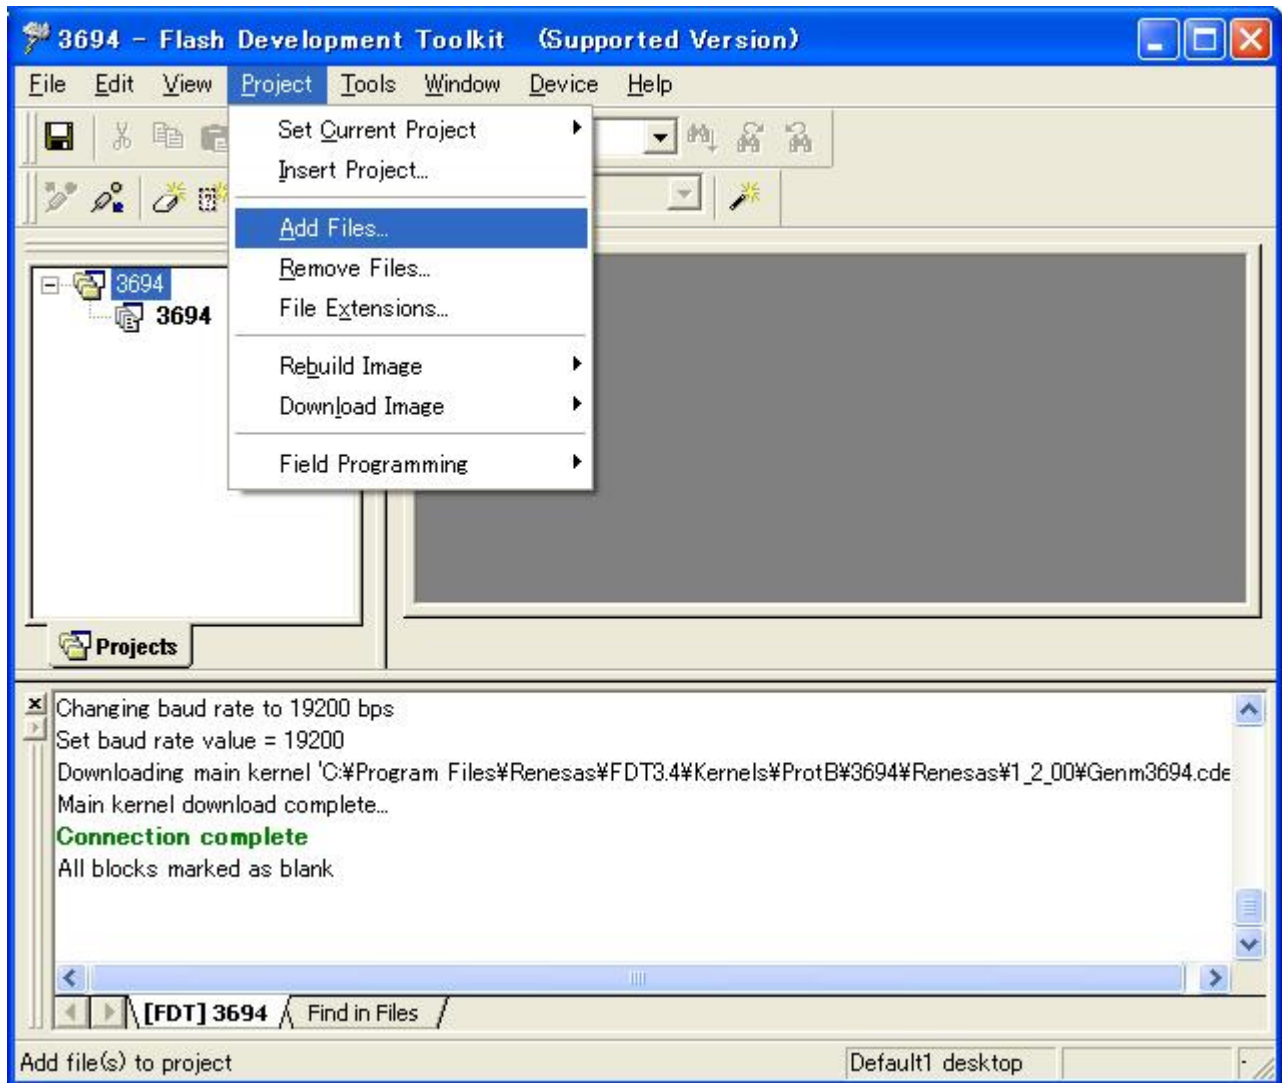 3694 - Flash Development Toolkit (Supported Version)
File Edit View Project Tools Window Device Help
Set Current Project
Insert Project...
Add Files...
Remove Files...
File Extensions...
Rebuild Image
Download Image
Field Programming
3694
3694
Projects
Changing baud rate to 19200 bps
Set baud rate value = 19200
Downloading main kernel 'C:¥Program Files¥Renesas¥FDT3.4¥Kernels¥ProtB¥3694¥Renesas¥1_2_00¥Genm3694.cde
Main kernel download complete...
Connection complete
All blocks marked as blank
[FDT] 3694 Find in Files
Add file(s) to project Default1 desktop